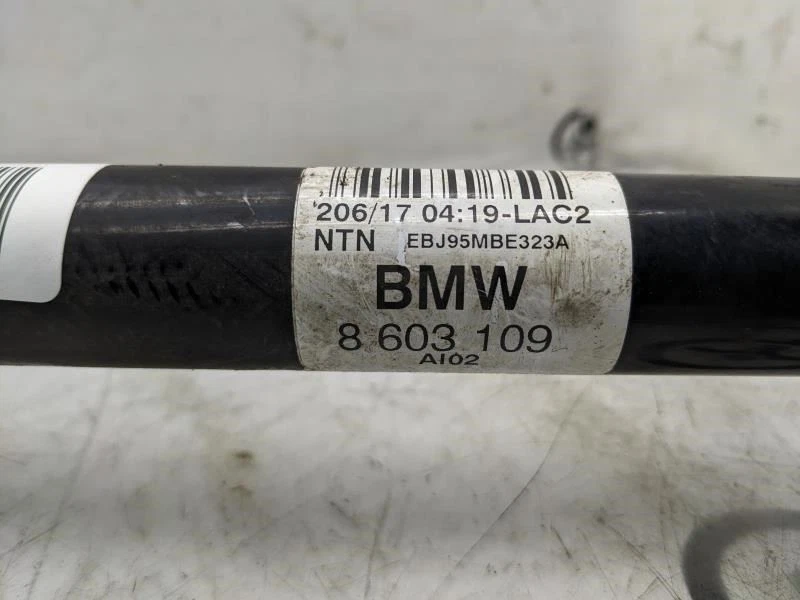 206/17 04:19-LAC2
NTN EBJ95MBE323A
BMW
8 603 109
AI02